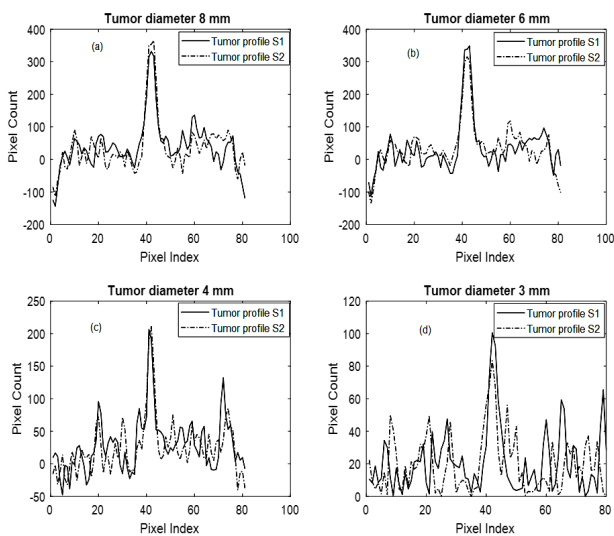 Tumor diameter 8 mm
(a)
Tumor profile S1
Tumor profile S2
Pixel Count
400
300
200
100
0
-100
-200
0 20 40 60 80 100
Pixel Index
Tumor diameter 6 mm
(b)
Tumor profile S1
Tumor profile S2
Pixel Count
400
300
200
100
0
-100
-200
0 20 40 60 80 100
Pixel Index
Tumor diameter 4 mm
(c)
Tumor profile S1
Tumor profile S2
Pixel Count
250
200
150
100
50
0
-50
0 20 40 60 80 100
Pixel Index
Tumor diameter 3 mm
(d)
Tumor profile S1
Tumor profile S2
Pixel Count
120
100
80
60
40
20
0
0 20 40 60 80
Pixel Index